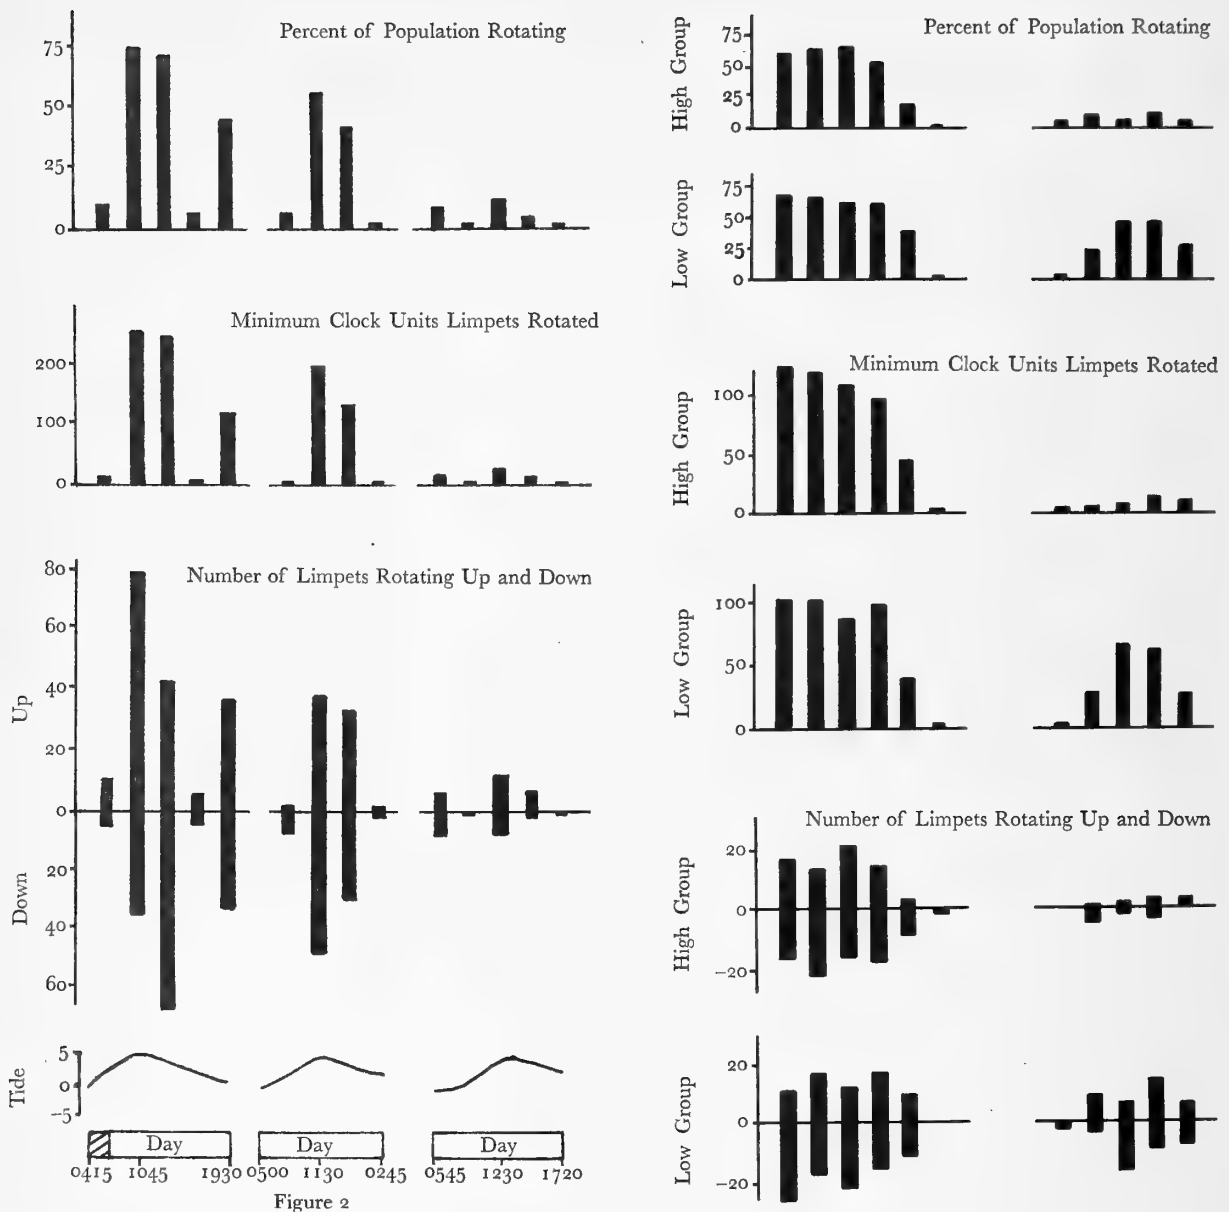 Percent of Population Rotating
75
50
25
0
Minimum Clock Units Limpets Rotated
200
100
0
Number of Limpets Rotating Up and Down
Up
Down
80
60
40
20
0
20
40
60
Tide
5
0
-5
Day
Day
Day
0415 1045 1930
0500 1130 0245
0545 1230 1720
Figure 2
Percent of Population Rotating
High Group
75
50
25
0
Low Group
75
50
25
0
Minimum Clock Units Limpets Rotated
High Group
100
50
0
Low Group
100
50
0
Number of Limpets Rotating Up and Down
High Group
20
0
-20
Low Group
20
0
-20